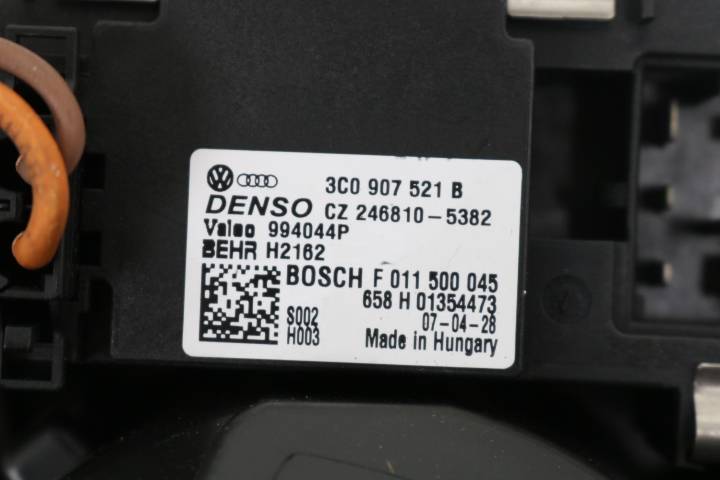 3C0 907 521 B
DENSO CZ 246810-5382
Valeo 994044P
BEHR H2162
BOSCH F 011 500 045
658 H 01354473
S002 07-04-28
H003 Made in Hungary